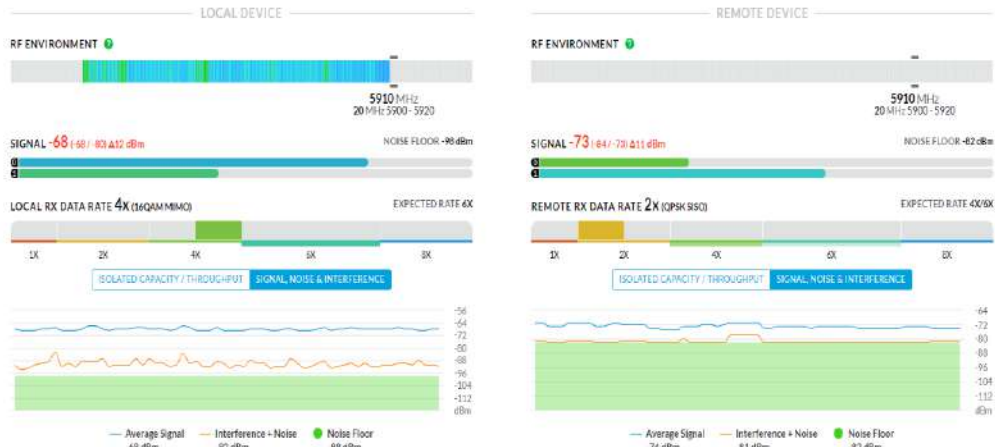 LOCAL DEVICE
RF ENVIRONMENT
5910 MHz
20 MHz 5900 - 5920
SIGNAL -68 (-68 / -80) Δ12 dBm
NOISE FLOOR -98 dBm
0
1
LOCAL RX DATA RATE 4X (16QAM MIMO)
EXPECTED RATE 6X
1X 2X 4X 6X 8X
ISOLATED CAPACITY / THROUGHPUT SIGNAL, NOISE & INTERFERENCE
-56
-64
-72
-80
-88
-96
-104
-112
dBm
Average Signal Interference + Noise Noise Floor
REMOTE DEVICE
RF ENVIRONMENT
5910 MHz
20 MHz 5900 - 5920
SIGNAL -73 (-84 / -73) Δ11 dBm
NOISE FLOOR -82 dBm
0
1
REMOTE RX DATA RATE 2X (QPSK SISO)
EXPECTED RATE 4X/6X
1X 2X 4X 6X 8X
ISOLATED CAPACITY / THROUGHPUT SIGNAL, NOISE & INTERFERENCE
-64
-72
-80
-88
-96
-104
-112
dBm
Average Signal Interference + Noise Noise Floor